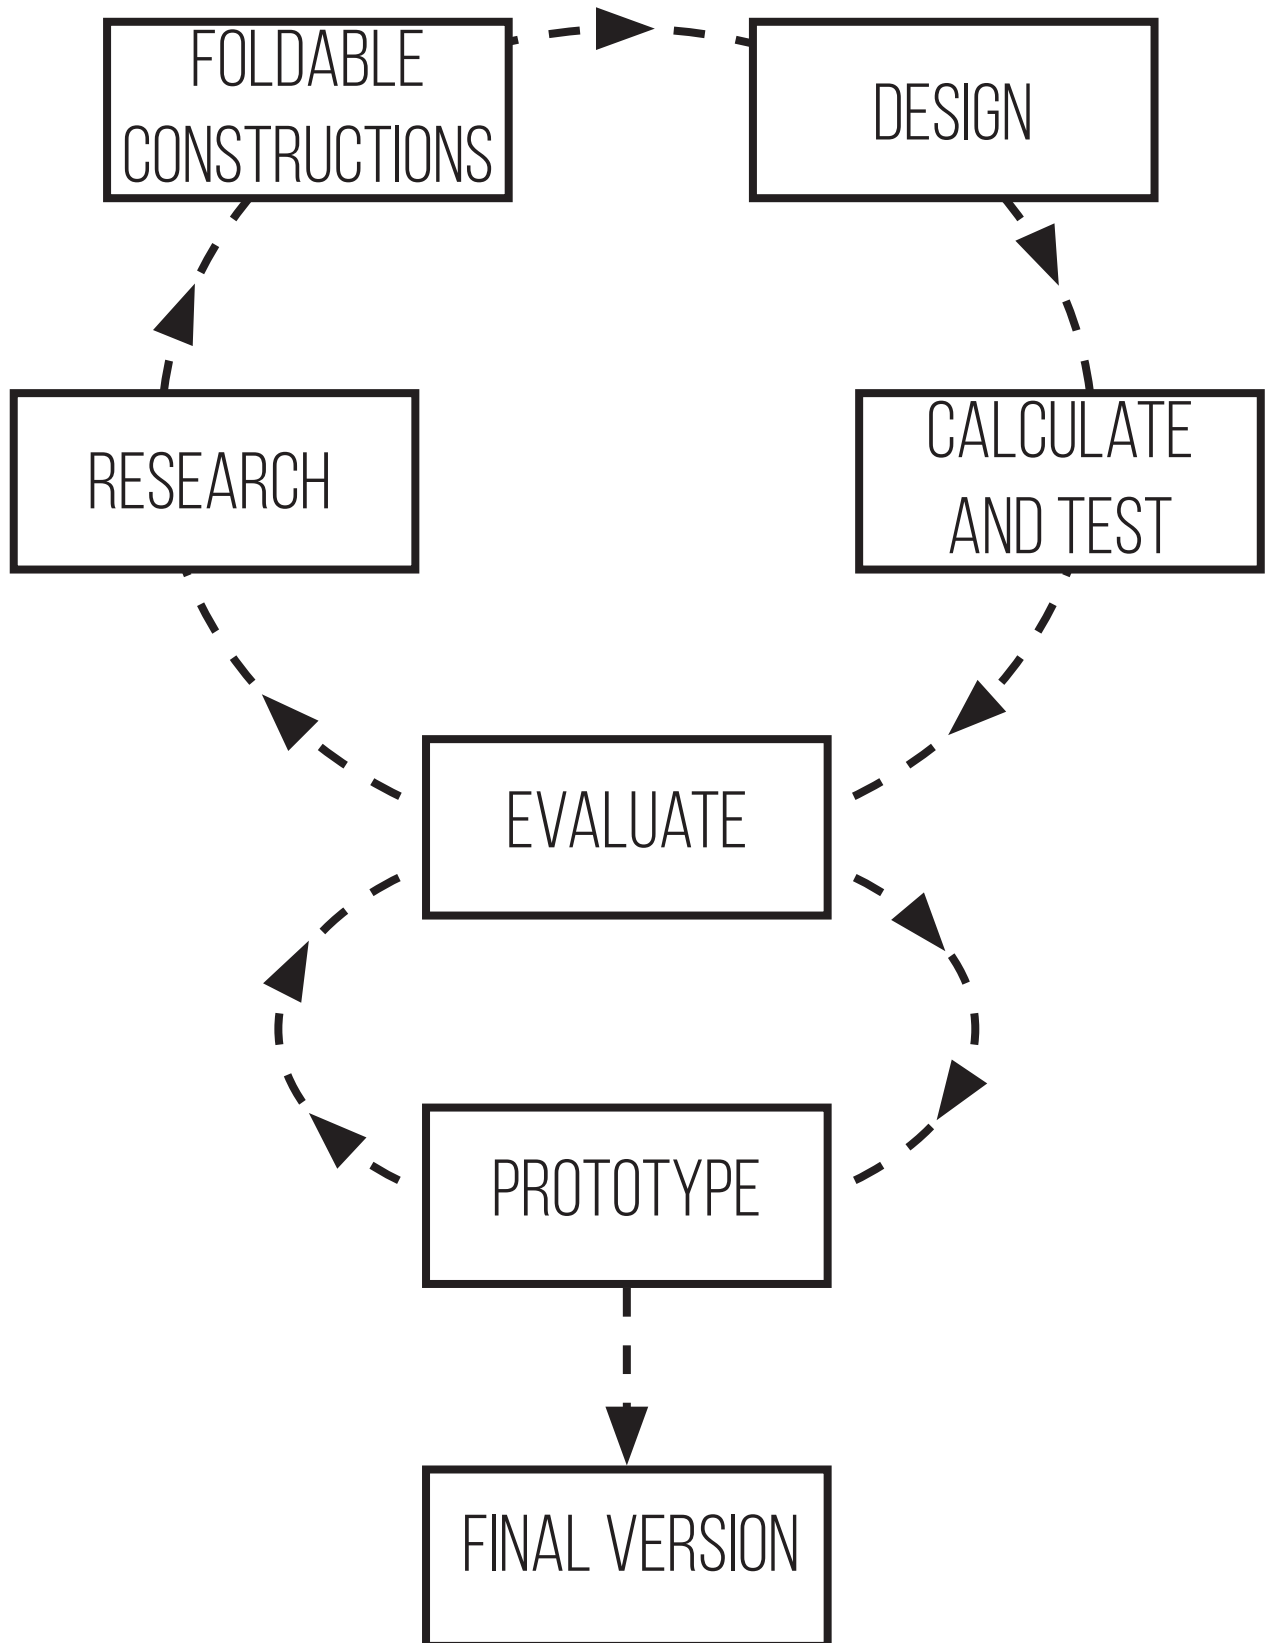 FOLDABLE
CONSTRUCTIONS
DESIGN
RESEARCH
CALCULATE
AND TEST
EVALUATE
PROTOTYPE
FINAL VERSION